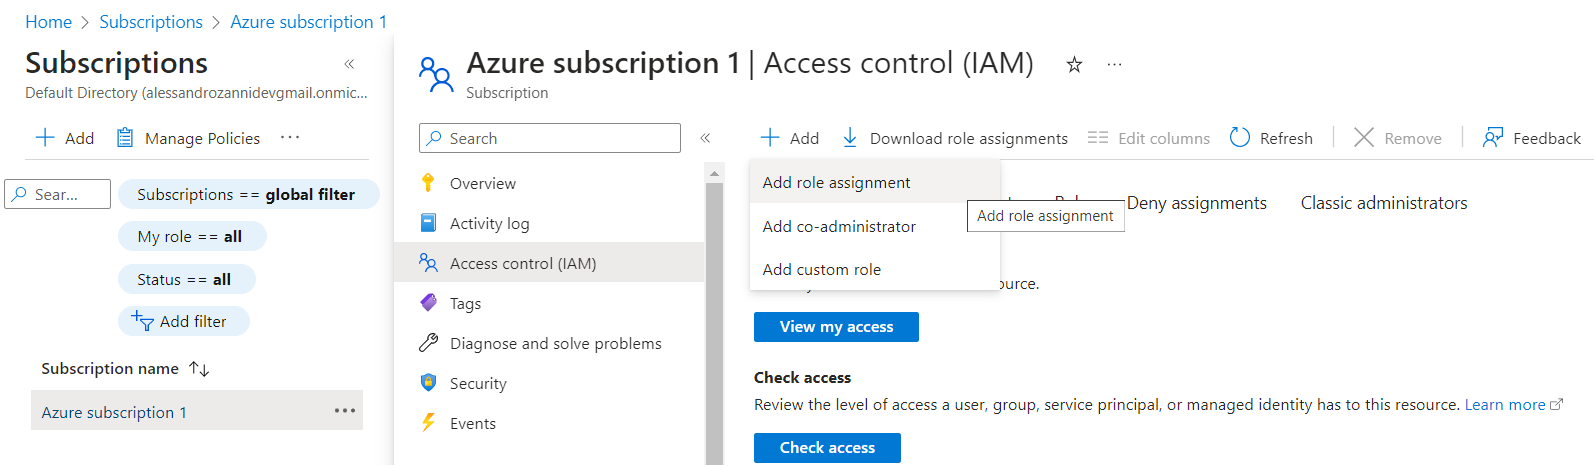 Home > Subscriptions > Azure subscription 1
Subscriptions «
Default Directory (alessandrozannidevgmail.onmic...
+ Add Manage Policies ...
Sear...
Subscriptions == global filter
My role == all
Status == all
Add filter
Subscription name ↑↓
Azure subscription 1 ...
Azure subscription 1 | Access control (IAM) ☆ ...
Subscription
Search «
Overview
Activity log
Access control (IAM)
Tags
Diagnose and solve problems
Security
Events
+ Add Download role assignments Edit columns Refresh Remove Feedback
Add role assignment
Add co-administrator
Add custom role
Add role assignment
Deny assignments Classic administrators
View my access
Check access
Review the level of access a user, group, service principal, or managed identity has to this resource. Learn more
Check access